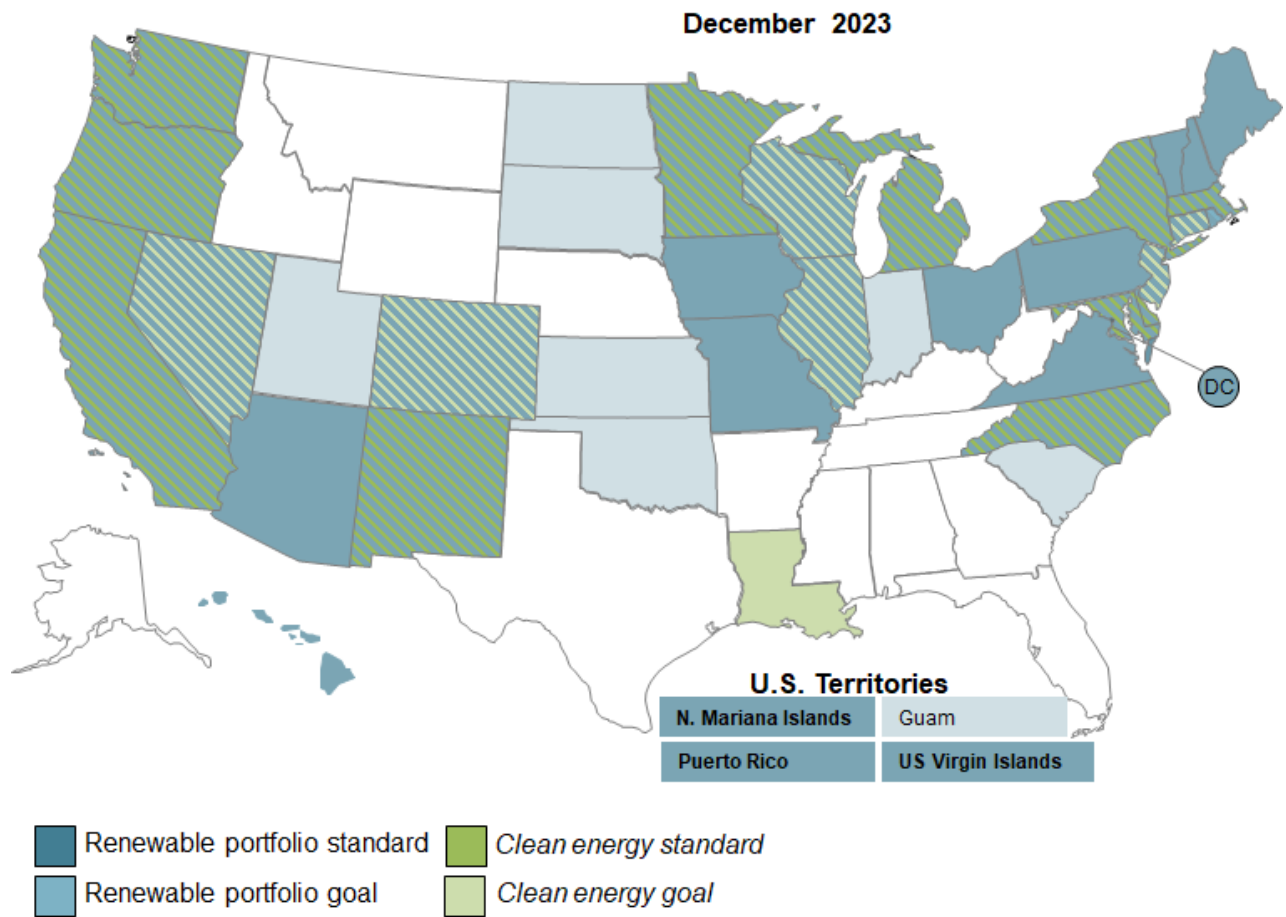 December 2023
DC
U.S. Territories
N. Mariana Islands Guam
Puerto Rico US Virgin Islands
Renewable portfolio standard Clean energy standard
Renewable portfolio goal Clean energy goal